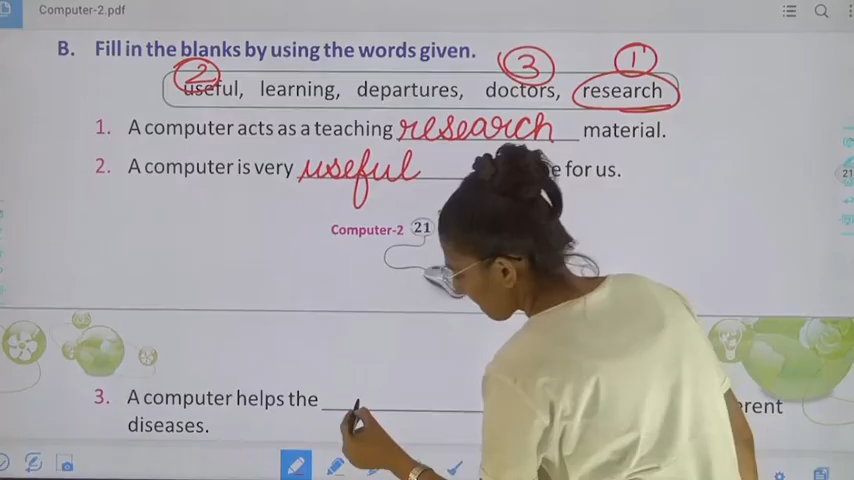 Computer-2.pdf
B. Fill in the blanks by using the words given.
2 3 1
useful, learning, departures, doctors, research
1. A computer acts as a teaching research material.
2. A computer is very useful e for us.
Computer-2 21
21
3. A computer helps the rent
diseases.